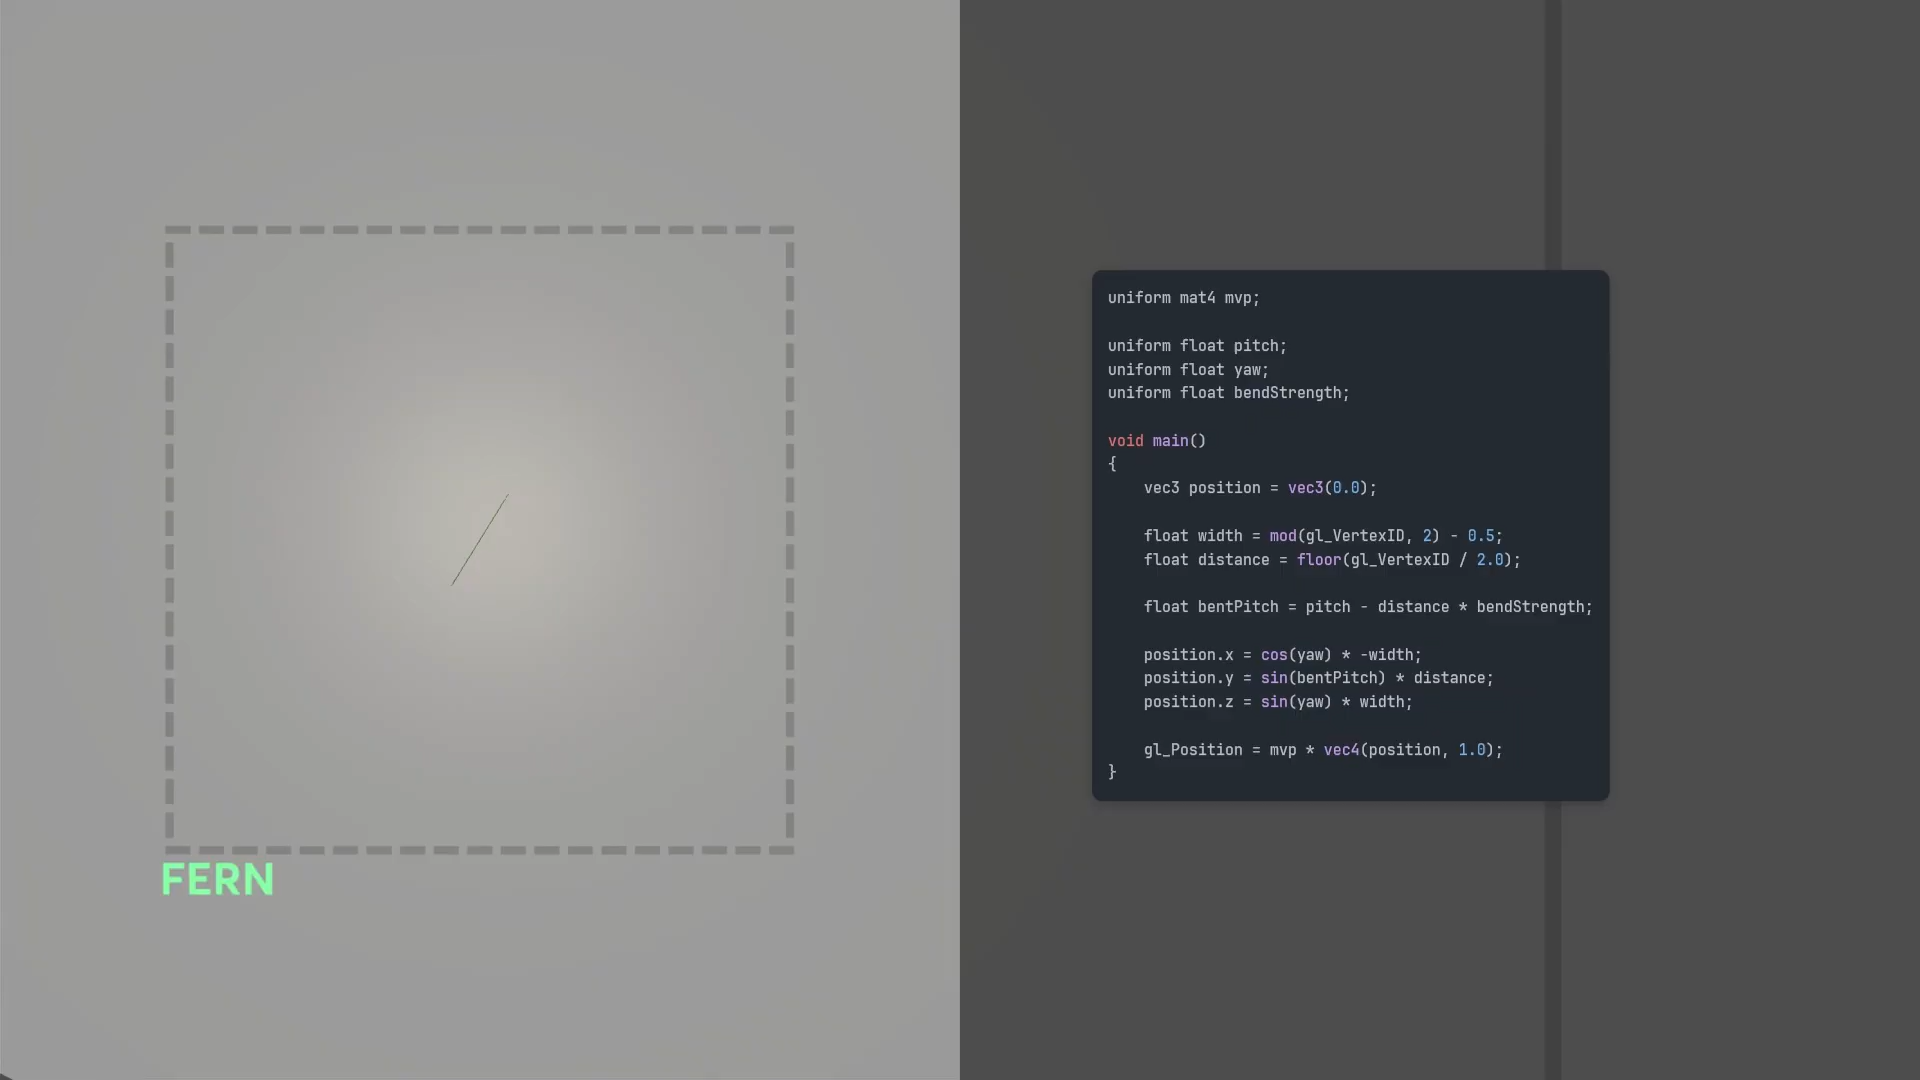 FERN
uniform mat4 mvp;
uniform float pitch;
uniform float yaw;
uniform float bendStrength;
void main()
{
    vec3 position = vec3(0.0);
    float width = mod(gl_VertexID, 2) - 0.5;
    float distance = floor(gl_VertexID / 2.0);
    float bentPitch = pitch - distance * bendStrength;
    position.x = cos(yaw) * -width;
    position.y = sin(bentPitch) * distance;
    position.z = sin(yaw) * width;
    gl_Position = mvp * vec4(position, 1.0);
}